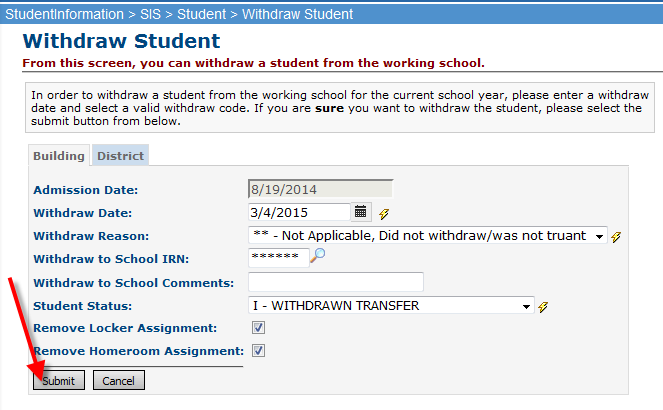 StudentInformation > SIS > Student > Withdraw Student
Withdraw Student
From this screen, you can withdraw a student from the working school.
In order to withdraw a student from the working school for the current school year, please enter a withdraw
date and select a valid withdraw code. If you are sure you want to withdraw the student, please select the
submit button from below.
Building District
Admission Date: 8/19/2014
Withdraw Date: 3/4/2015
Withdraw Reason: ** - Not Applicable, Did not withdraw/was not truant
Withdraw to School IRN: ******
Withdraw to School Comments:
Student Status: I - WITHDRAWN TRANSFER
Remove Locker Assignment:
Remove Homeroom Assignment:
Submit Cancel